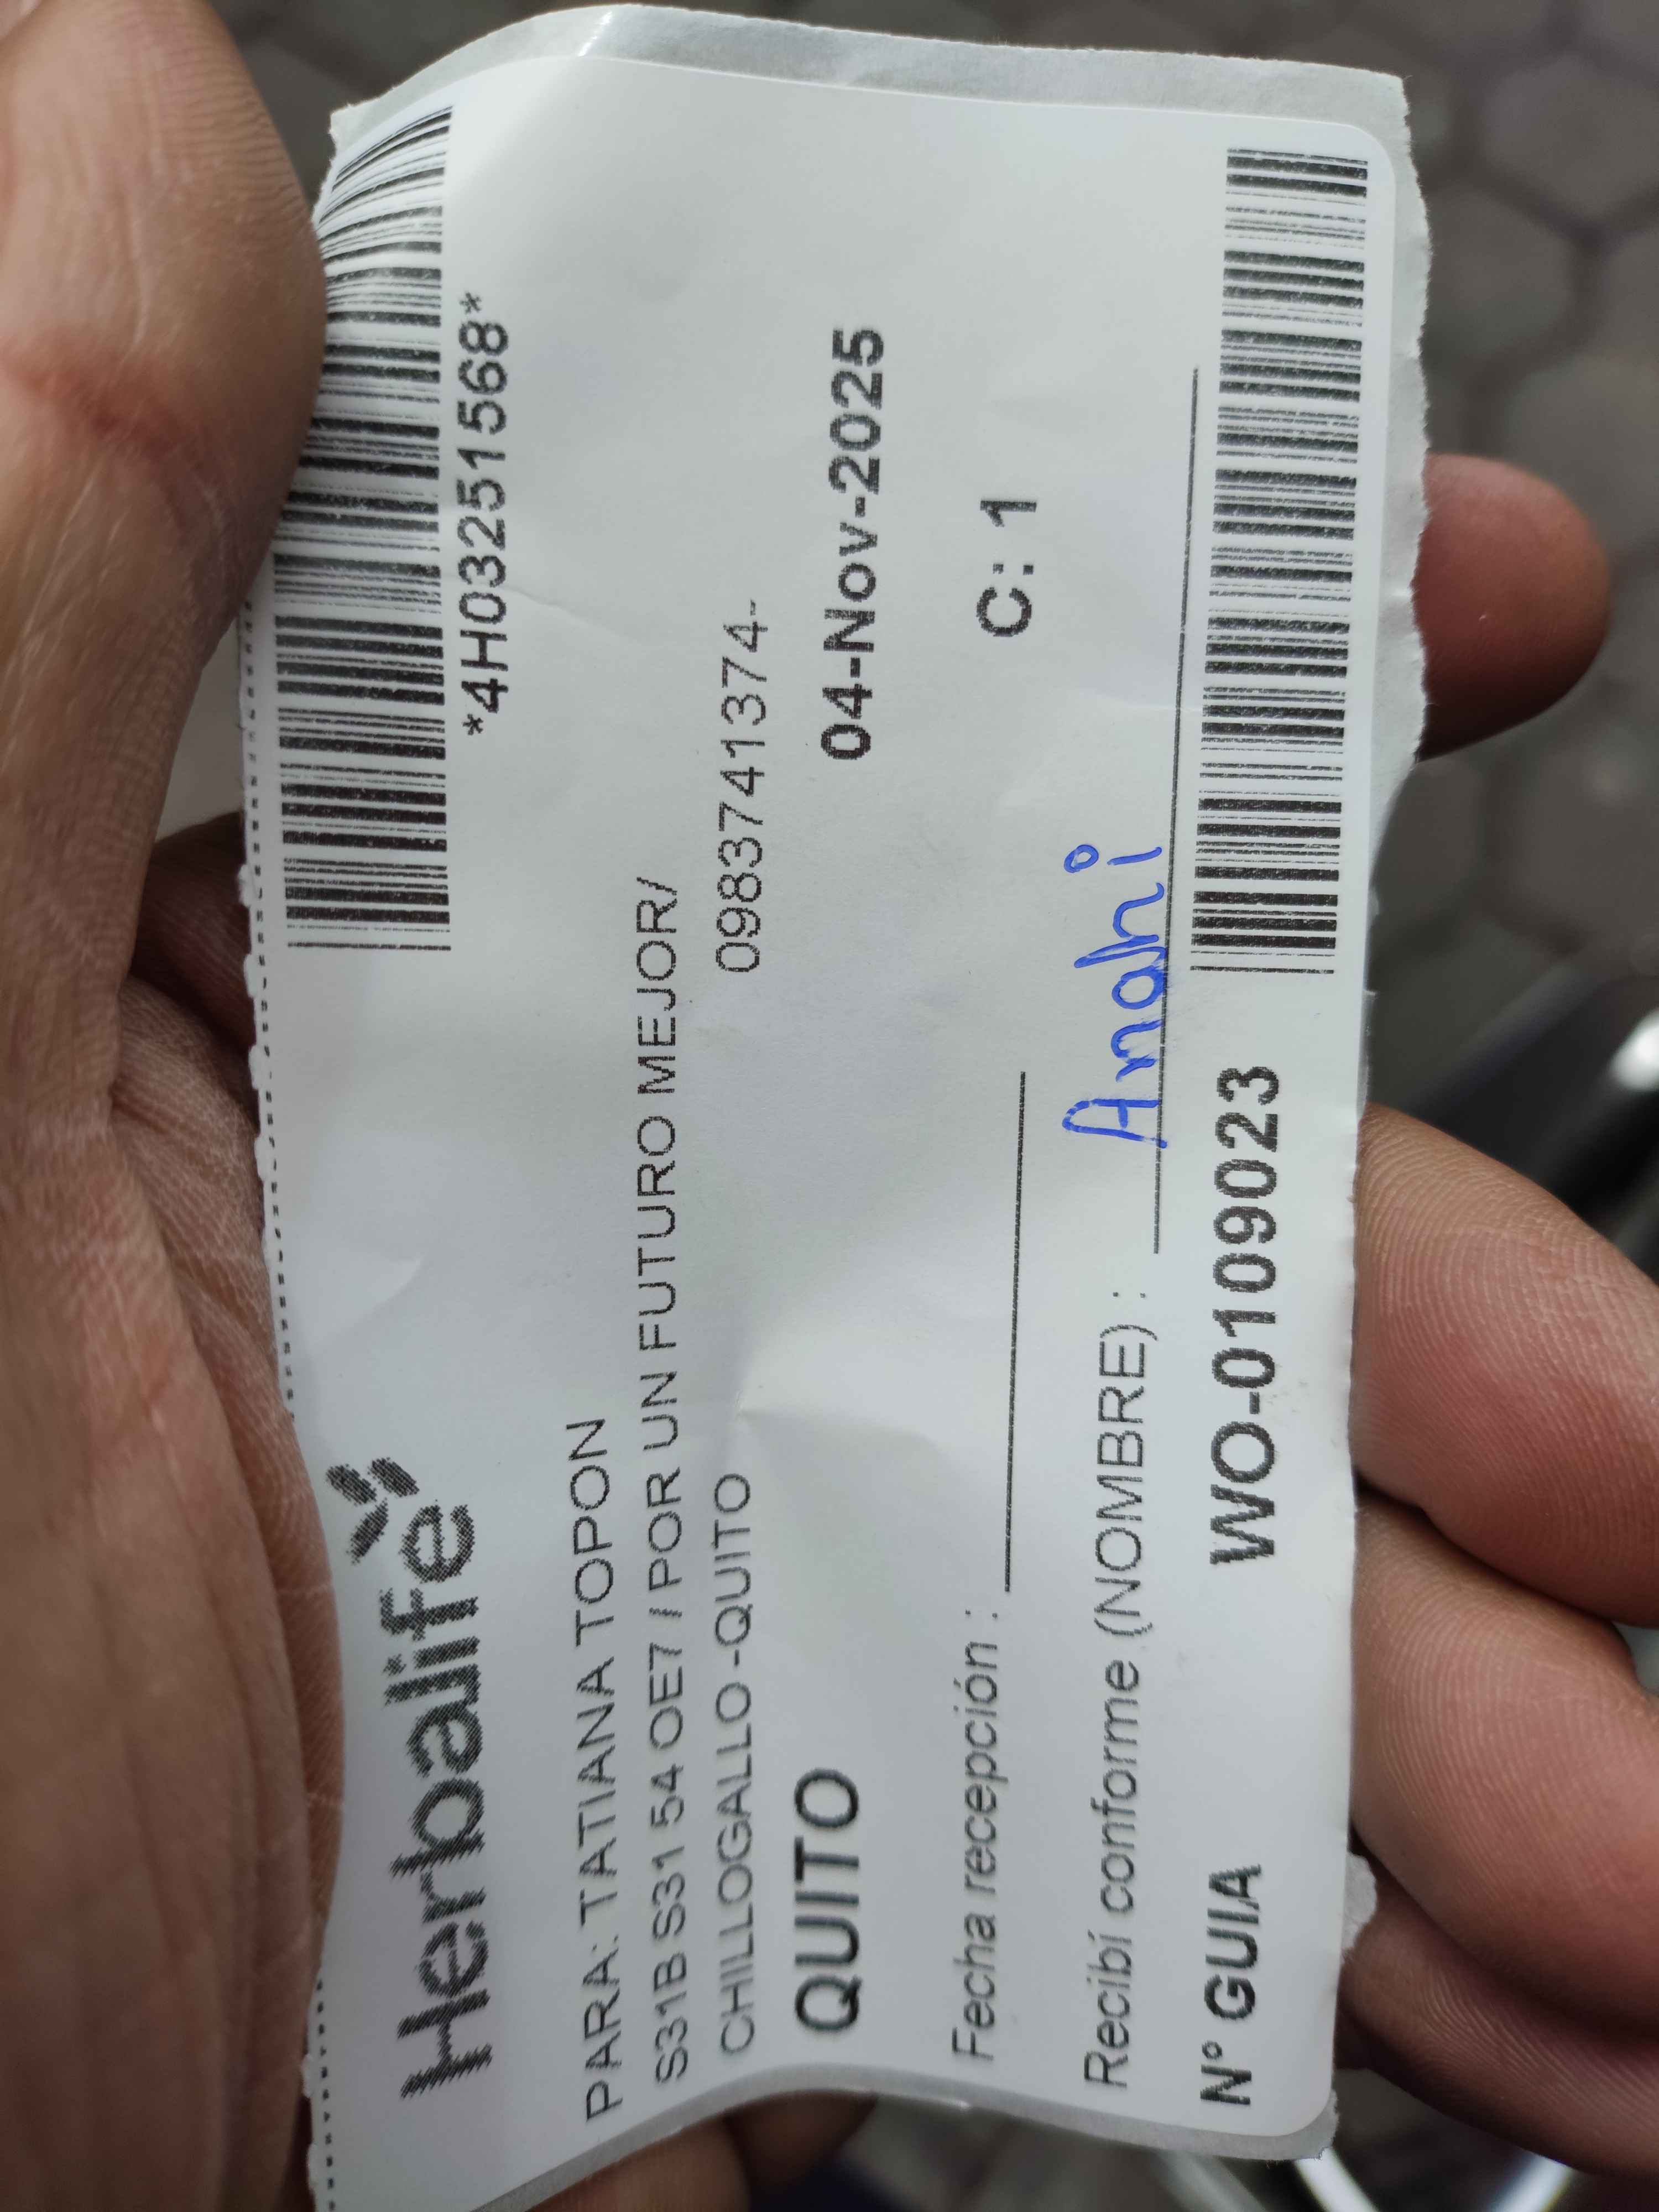 Herbalife
*4H03251568*
PARA: TATIANA TOPON
S31B S31 54 OE7 / POR UN FUTURO MEJOR/
CHILLOGALLO -QUITO 0983741374-
QUITO 04-Nov-2025
Fecha recepción : C: 1
Recibí conforme (NOMBRE) : Anahi
N° GUIA WO-0109023